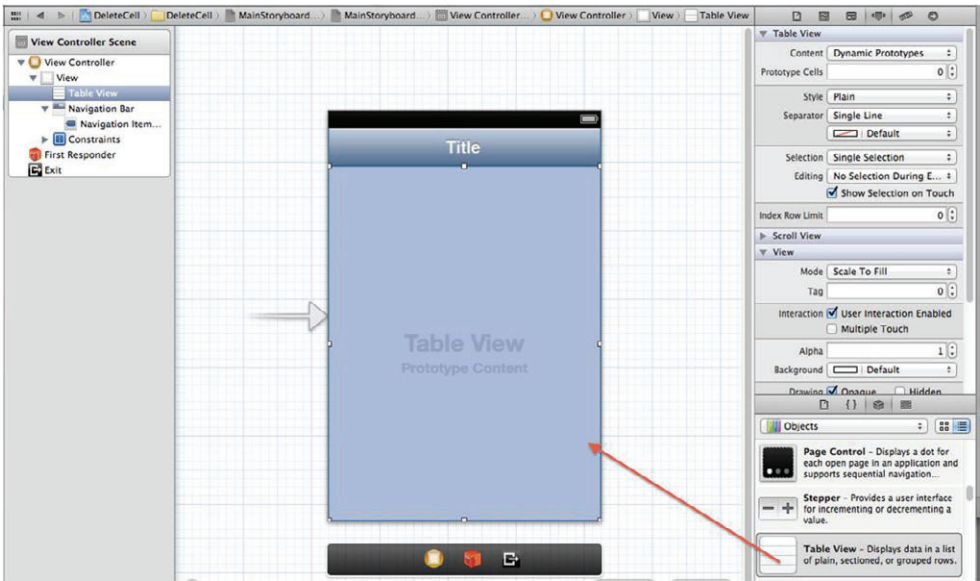 DeleteCell
DeleteCell
MainStoryboard...
MainStoryboard...
View Controller...
View Controller
View
Table View
View Controller Scene
View Controller
View
Table View
Navigation Bar
Navigation Item...
Constraints
First Responder
Exit
Title
Table View
Prototype Content
Table View
Content Dynamic Prototypes
Prototype Cells 0
Style Plain
Separator Single Line
Default
Selection Single Selection
Editing No Selection During E...
Show Selection on Touch
Index Row Limit 0
Scroll View
View
Mode Scale To Fill
Tag 0
Interaction User Interaction Enabled
Multiple Touch
Alpha 1
Background Default
Drawing Opaque Hidden
{}
Objects
Page Control - Displays a dot for
each open page in an application and
supports sequential navigation...
Stepper - Provides a user interface
for incrementing or decrementing a
value.
Table View - Displays data in a list
of plain, sectioned, or grouped rows.